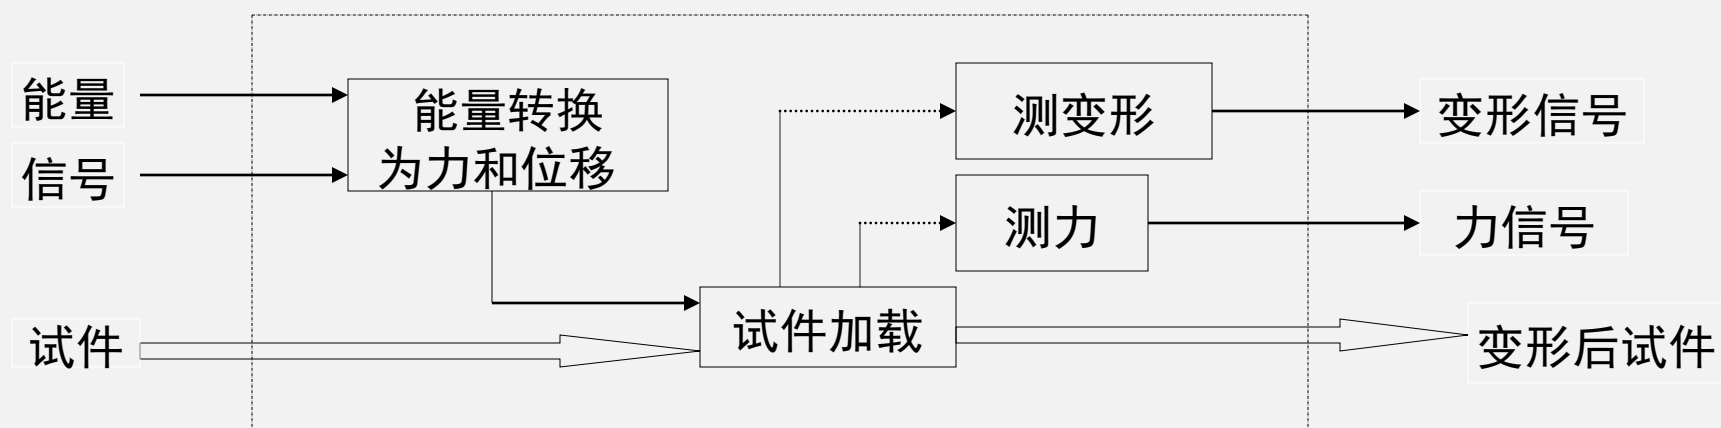 能量
信号
试件
能量转换
为力和位移
试件加载
测变形
测力
变形信号
力信号
变形后试件